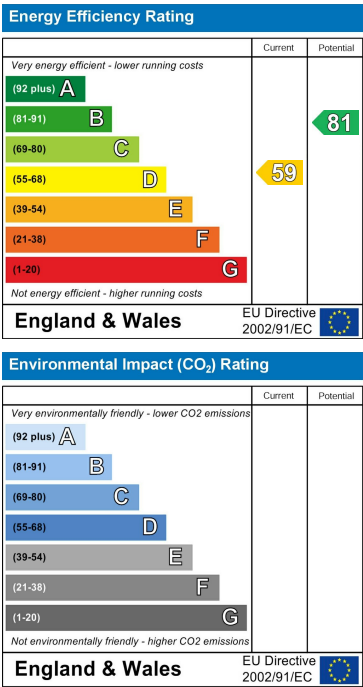 Energy Efficiency Rating
Current Potential
Very energy efficient - lower running costs
(92 plus) A
(81-91) B
81
(69-80) C
(55-68) D
59
(39-54) E
(21-38) F
(1-20) G
Not energy efficient - higher running costs
England & Wales
EU Directive
2002/91/EC
Environmental Impact (CO2) Rating
Current Potential
Very environmentally friendly - lower CO2 emissions
(92 plus) A
(81-91) B
(69-80) C
(55-68) D
(39-54) E
(21-38) F
(1-20) G
Not environmentally friendly - higher CO2 emissions
England & Wales
EU Directive
2002/91/EC